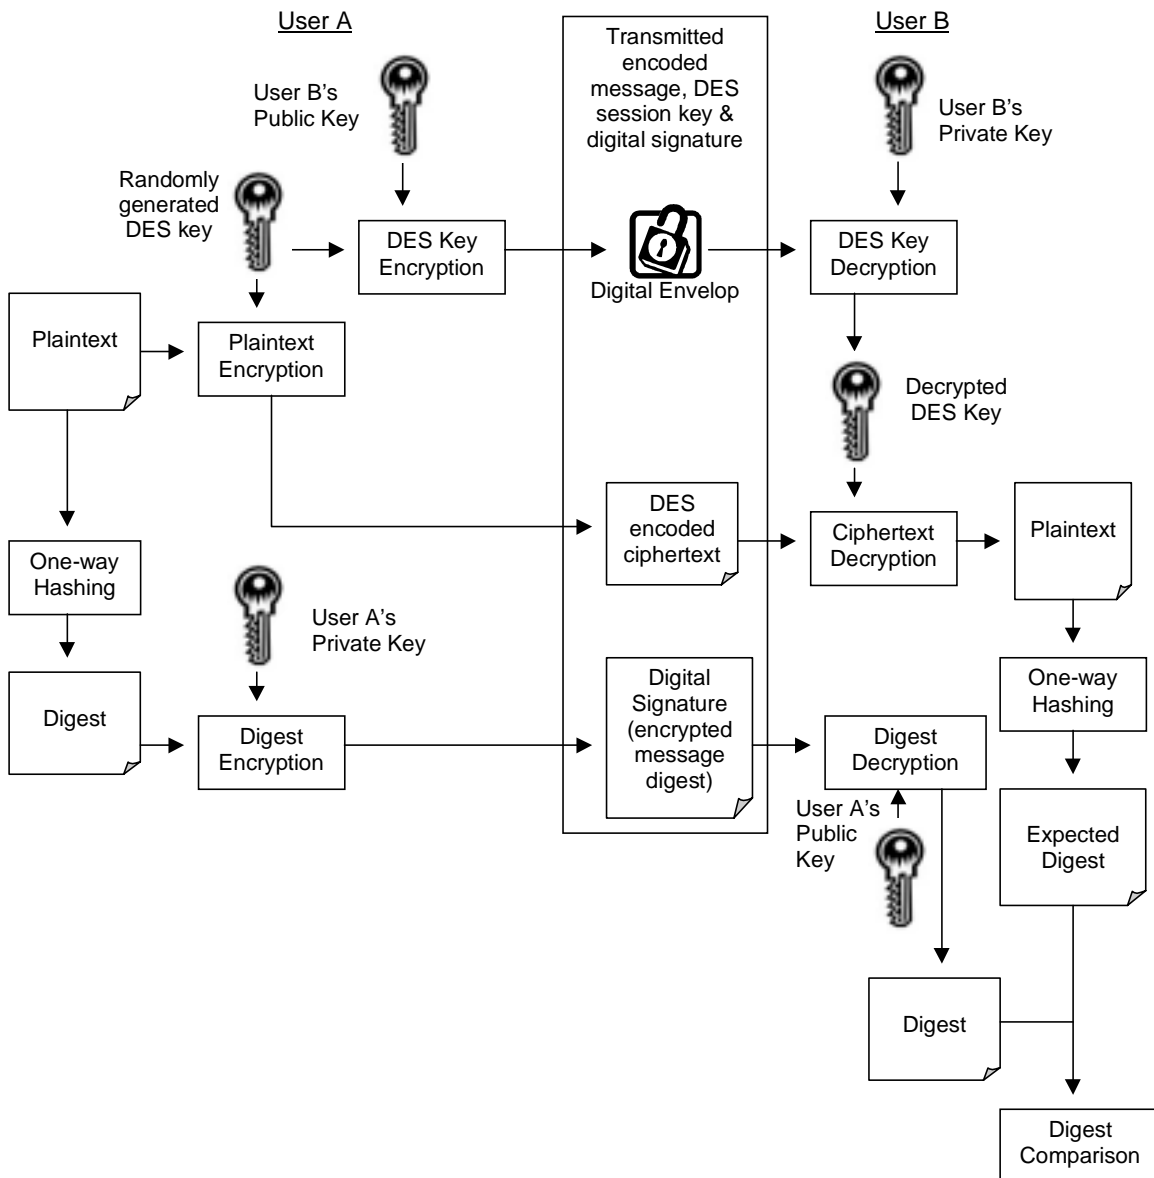 User A
User B
Transmitted
encoded
message, DES
session key &
digital signature
User B's
Public Key
User B's
Private Key
Randomly
generated
DES key
DES Key
Encryption
Digital Envelop
DES Key
Decryption
Plaintext
Plaintext
Encryption
Decrypted
DES Key
DES
encoded
ciphertext
Ciphertext
Decryption
Plaintext
One-way
Hashing
User A's
Private Key
Digest
Digest
Encryption
Digital
Signature
(encrypted
message
digest)
Digest
Decryption
One-way
Hashing
User A's
Public
Key
Expected
Digest
Digest
Digest
Comparison